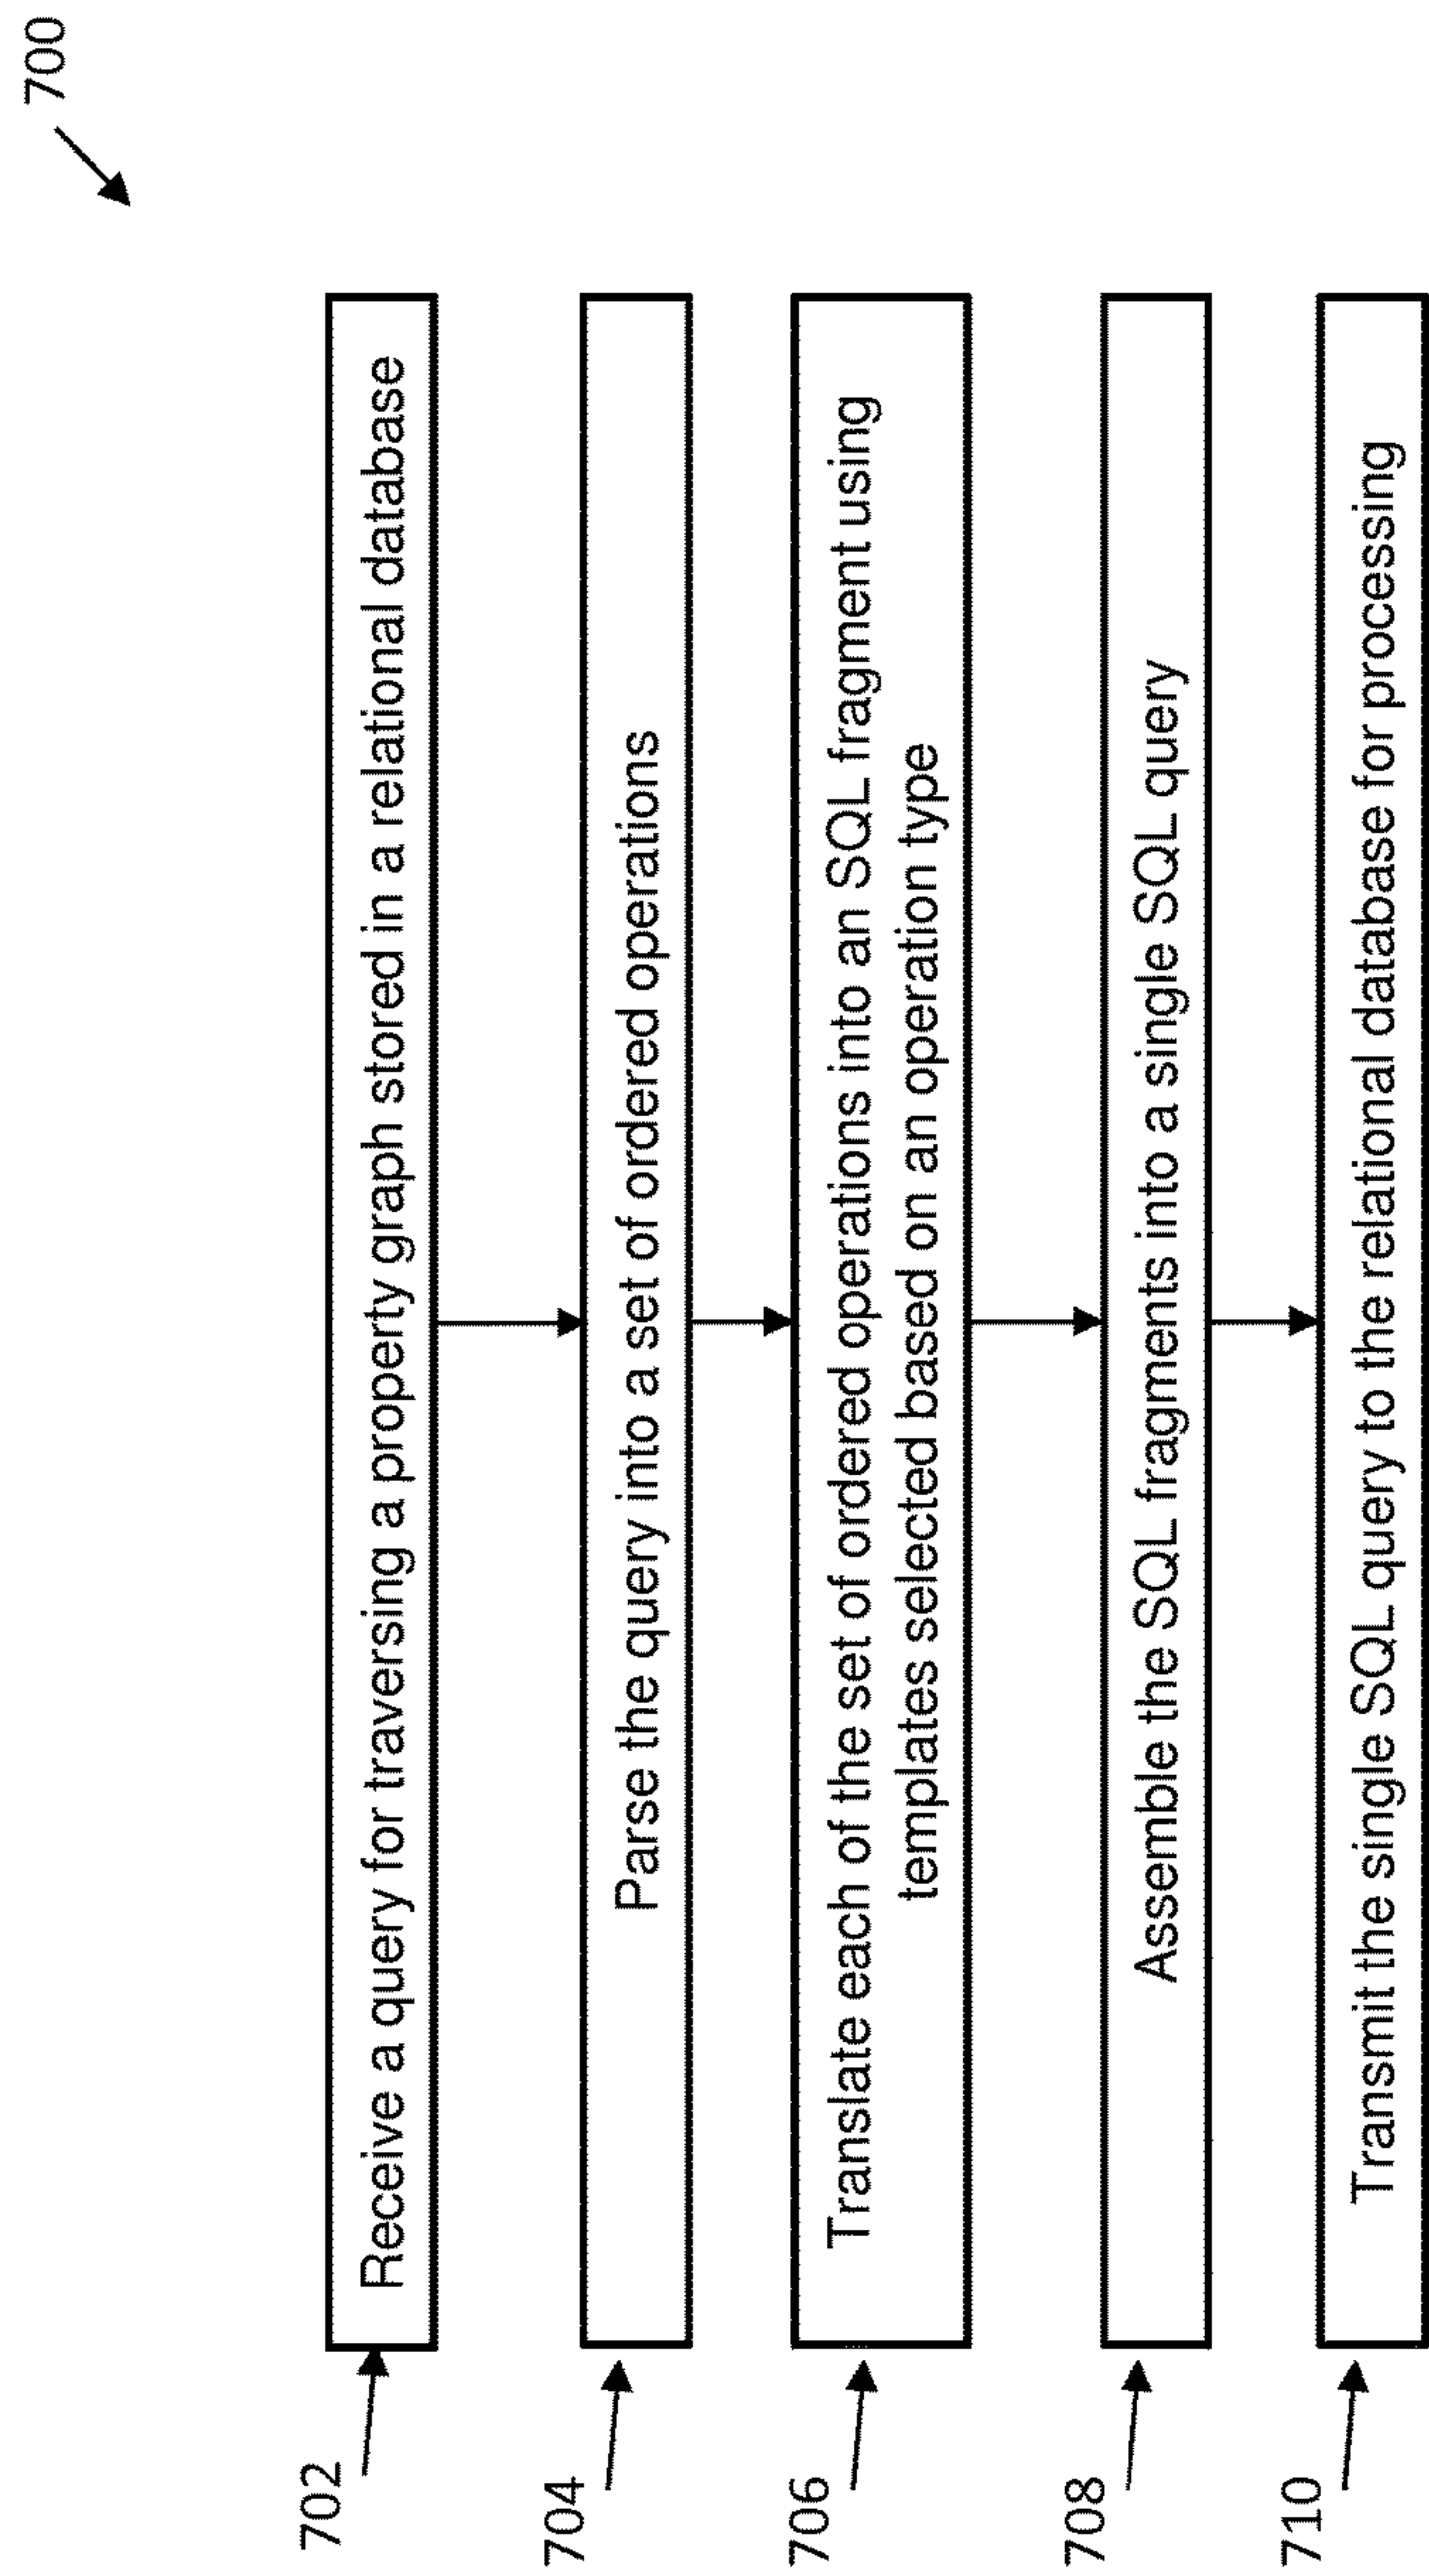 700
702
Receive a query for traversing a property graph stored in a relational database
704
Parse the query into a set of ordered operations
706
Translate each of the set of ordered operations into an SQL fragment using
templates selected based on an operation type
708
Assemble the SQL fragments into a single SQL query
710
Transmit the single SQL query to the relational database for processing